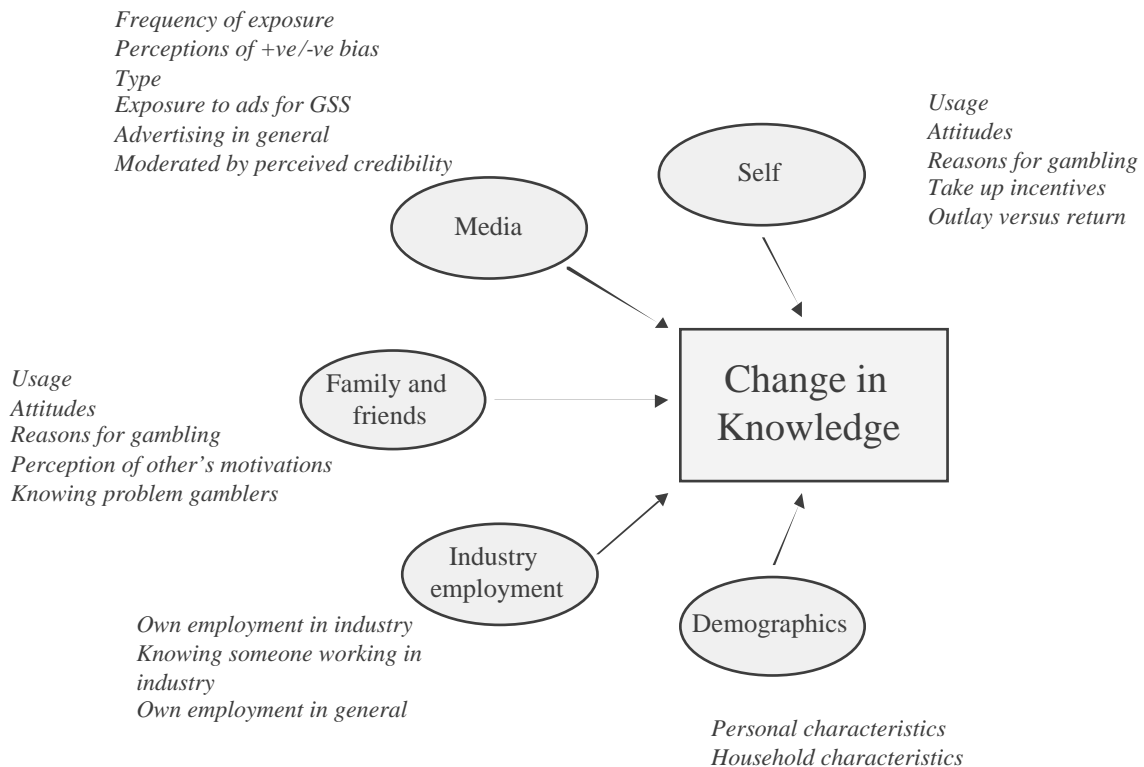 Frequency of exposure
Perceptions of +ve/-ve bias
Type
Exposure to ads for GSS
Advertising in general
Moderated by perceived credibility
Media
Self
Usage
Attitudes
Reasons for gambling
Take up incentives
Outlay versus return
Usage
Attitudes
Reasons for gambling
Perception of other’s motivations
Knowing problem gamblers
Family and
friends
Change in
Knowledge
Industry
employment
Own employment in industry
Knowing someone working in
industry
Own employment in general
Demographics
Personal characteristics
Household characteristics